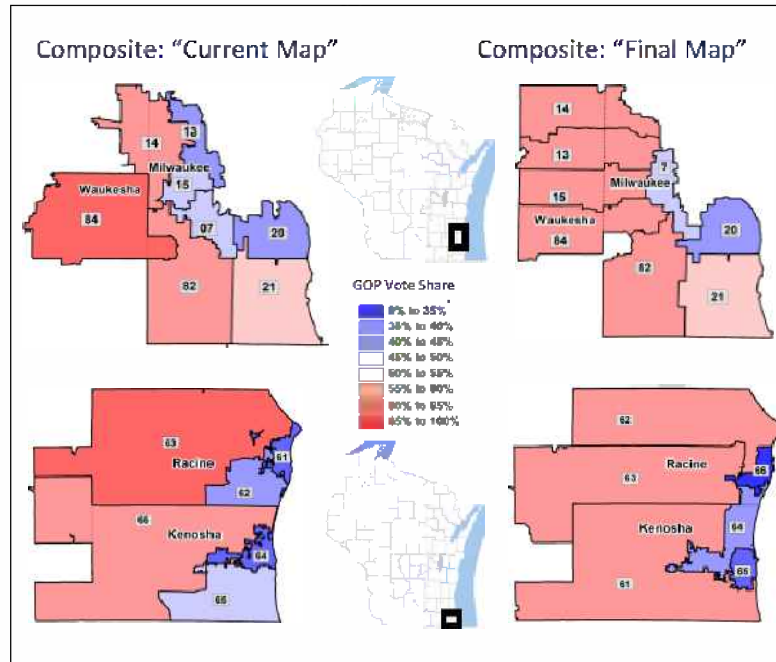 Composite: “Current Map”
Composite: “Final Map”
14
13
Milwaukee
15
Waukesha
84
07
20
82
21
14
13
7
Milwaukee
15
Waukesha
84
20
82
21
GOP Vote Share
0% to 35%
35% to 40%
40% to 45%
45% to 50%
50% to 55%
55% to 60%
60% to 65%
65% to 100%
63
Racine
61
62
66
Kenosha
64
65
62
Racine
66
63
64
Kenosha
65
61